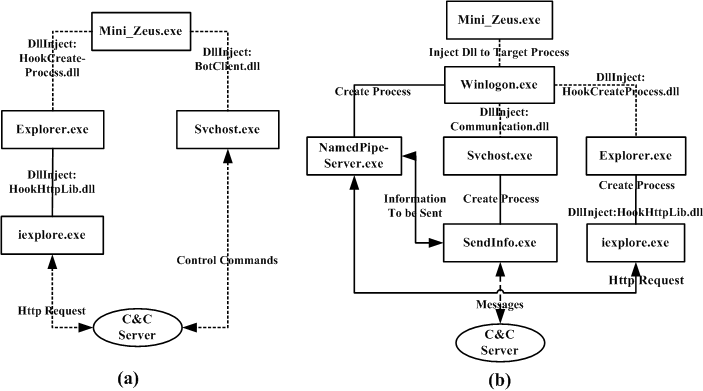 Mini_Zeus.exe
DllInject:
HookCreate-
Process.dll
DllInject:
BotClient.dll
Explorer.exe
Svchost.exe
DllInject:
HookHttpLib.dll
iexplore.exe
Control Commands
Http Request
C&C
Server
(a)
Mini_Zeus.exe
Inject Dll to Target Process
Winlogon.exe
Create Process
DllInject:
HookCreateProcess.dll
DllInject:
Communication.dll
NamedPipe-
Server.exe
Svchost.exe
Explorer.exe
Information
To be Sent
Create Process
Create Process
DllInject:HookHttpLib.dll
SendInfo.exe
iexplore.exe
Http Request
Messages
C&C
Server
(b)